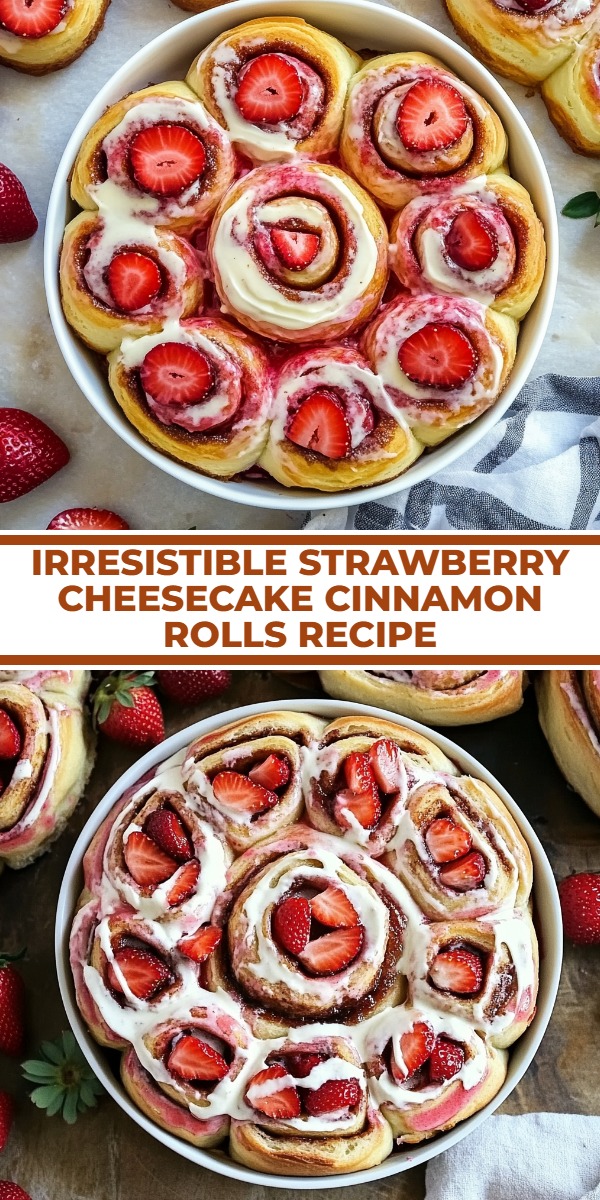 IRRESISTIBLE STRAWBERRY
CHEESECAKE CINNAMON
ROLLS RECIPE